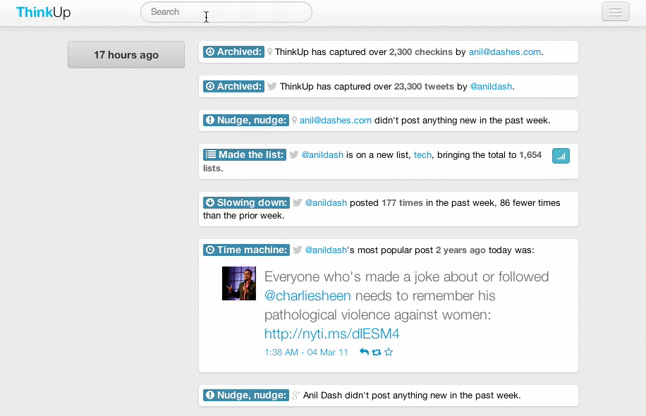 ThinkUp
Search
17 hours ago
Archived: ThinkUp has captured over 2,300 checkins by anil@dashes.com.
Archived: ThinkUp has captured over 23,300 tweets by @anildash.
Nudge, nudge: anil@dashes.com didn't post anything new in the past week.
Made the list: @anildash is on a new list, tech, bringing the total to 1,654
lists.
Slowing down: @anildash posted 177 times in the past week, 86 fewer times
than the prior week.
Time machine: @anildash's most popular post 2 years ago today was:
Everyone who's made a joke about or followed
@charliesheen needs to remember his
pathological violence against women:
http://nyti.ms/dIESM4
1:38 AM - 04 Mar 11
Nudge, nudge: Anil Dash didn't post anything new in the past week.